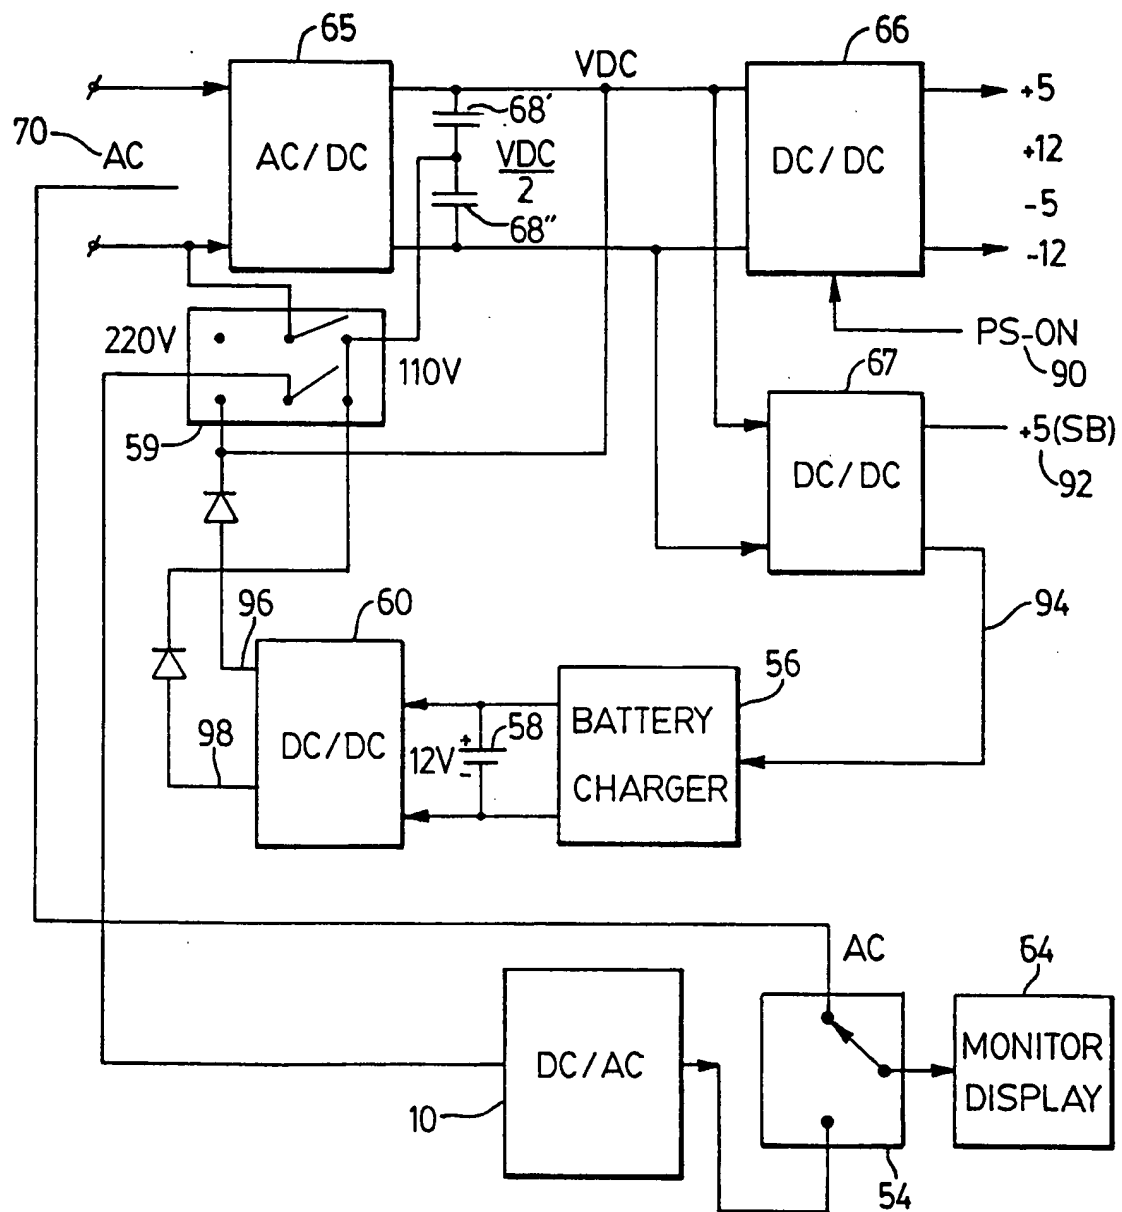 65
66
VDC
70
AC
AC/DC
68'
VDC
2
68"
DC/DC
+5
+12
-5
-12
220V
110V
PS-ON
90
59
67
DC/DC
+5(SB)
92
96
60
94
98
DC/DC
12V
+
-
58
56
BATTERY
CHARGER
AC
64
DC/AC
10
MONITOR
DISPLAY
54